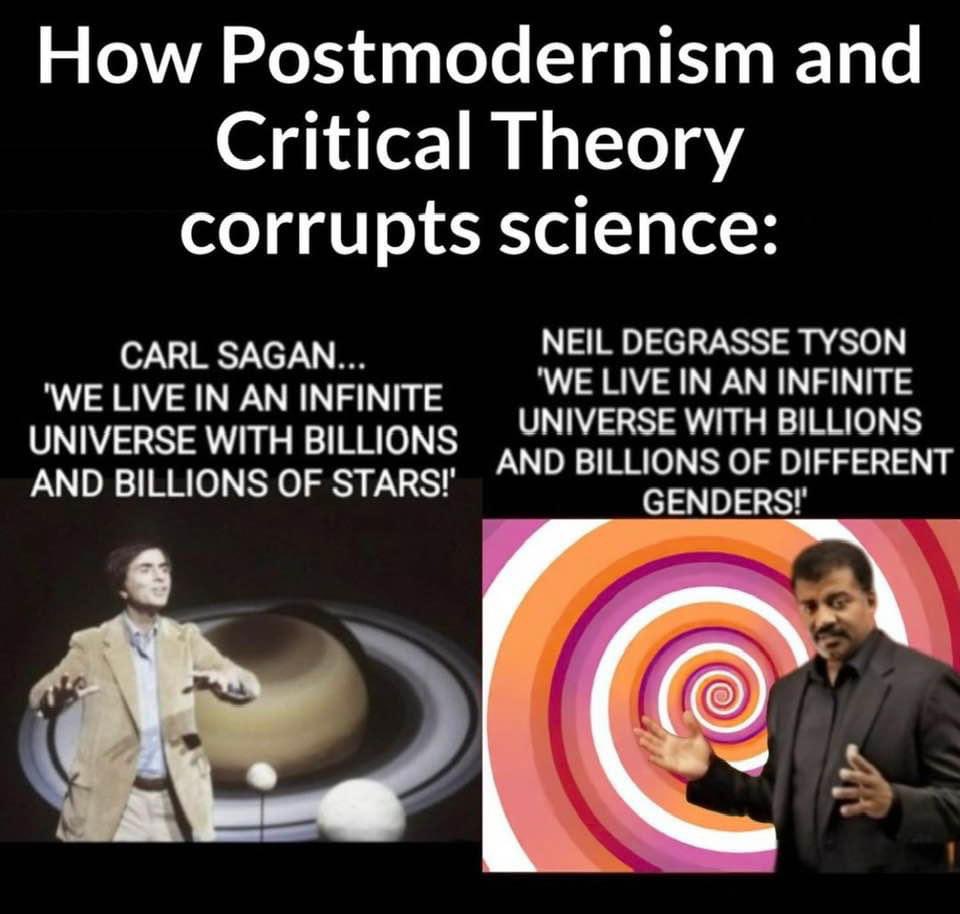 How Postmodernism and
Critical Theory
corrupts science:
CARL SAGAN...
'WE LIVE IN AN INFINITE
UNIVERSE WITH BILLIONS
AND BILLIONS OF STARS!'
NEIL DEGRASSE TYSON
'WE LIVE IN AN INFINITE
UNIVERSE WITH BILLIONS
AND BILLIONS OF DIFFERENT
GENDERS!'